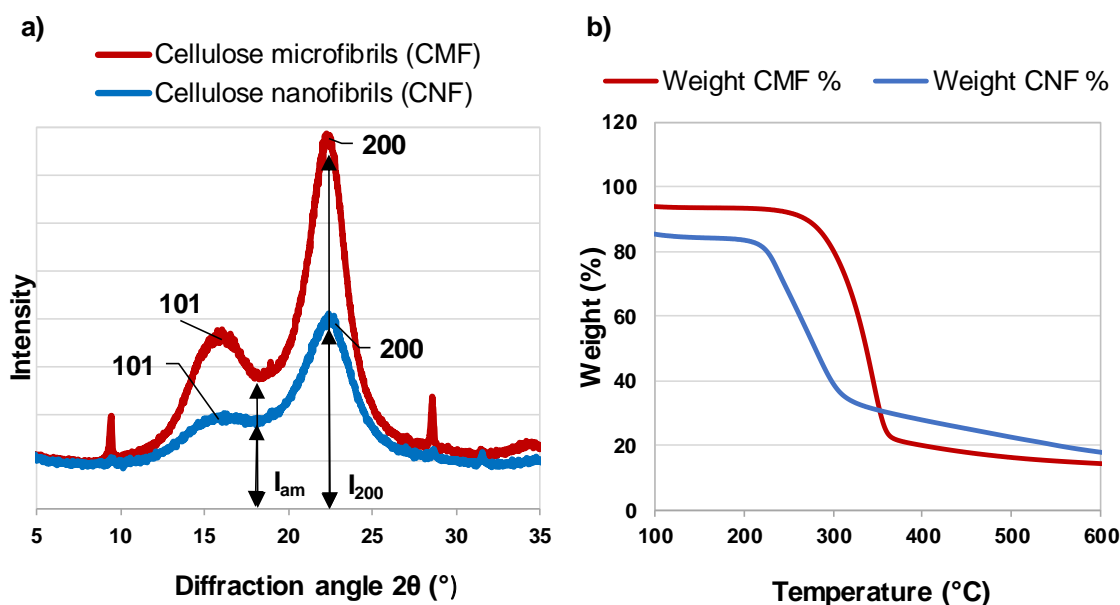 a)
Cellulose microfibrils (CMF)
Cellulose nanofibrils (CNF)
200
101
200
101
Intensity
I_am
I_200
5 10 15 20 25 30 35
Diffraction angle 2θ (°)
b)
Weight CMF %
Weight CNF %
120
100
80
60
40
20
0
Weight (%)
100 200 300 400 500 600
Temperature (°C)